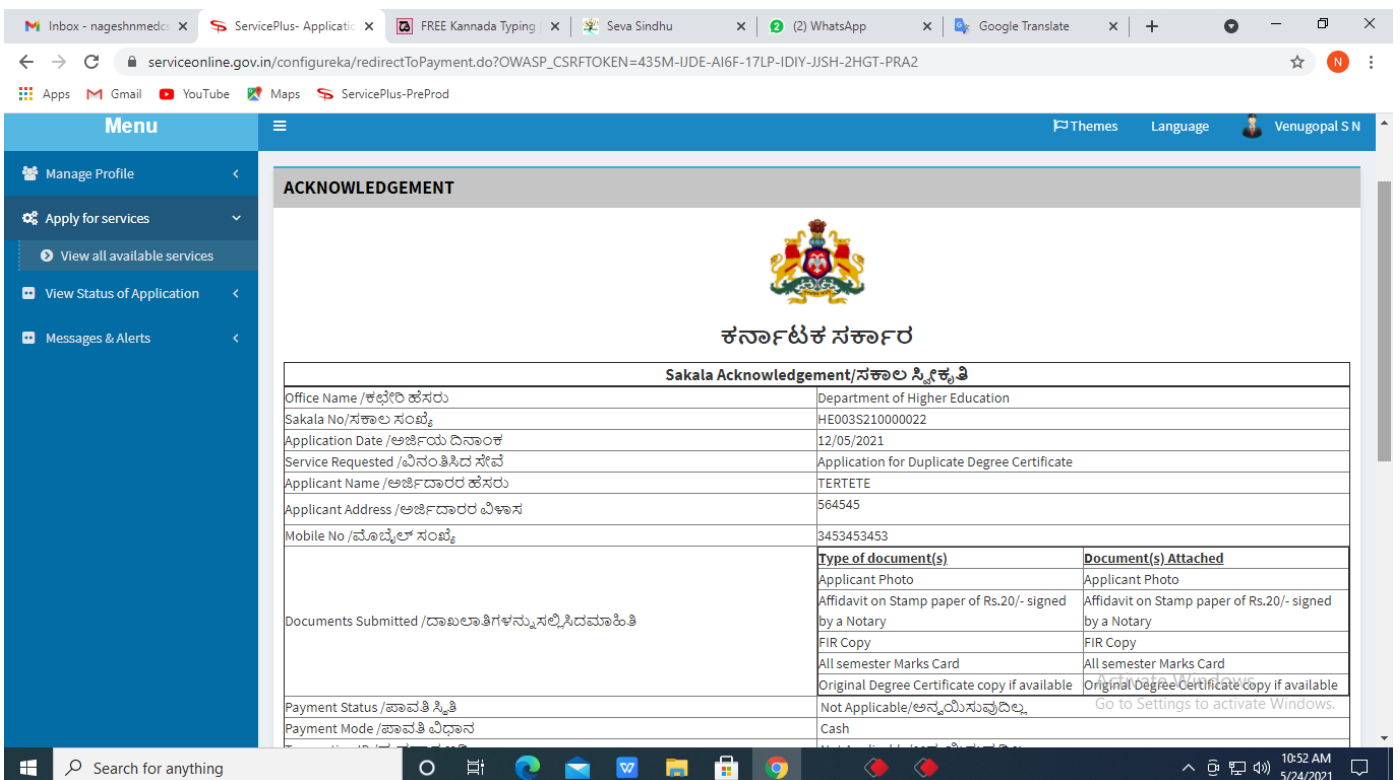 Inbox - nageshnmedc
ServicePlus- Applicatio
FREE Kannada Typing
Seva Sindhu
(2) WhatsApp
Google Translate
serviceonline.gov.in/configureka/redirectToPayment.do?OWASP_CSRFTOKEN=435M-IJDE-AI6F-17LP-IDIY-JJSH-2HGT-PRA2
N
Apps Gmail YouTube Maps ServicePlus-PreProd
Menu
Themes Language Venugopal S N
Manage Profile
Apply for services
View all available services
View Status of Application
Messages & Alerts
ACKNOWLEDGEMENT
ಕರ್ನಾಟಕ ಸರ್ಕಾರ
Sakala Acknowledgement/ಸಕಾಲ ಸ್ವೀಕೃತಿ
Office Name /ಕಛೇರಿ ಹೆಸರು Department of Higher Education
Sakala No/ಸಕಾಲ ಸಂಖ್ಯೆ HE003S210000022
Application Date /ಅರ್ಜಿಯ ದಿನಾಂಕ 12/05/2021
Service Requested /ವಿನಂತಿಸಿದ ಸೇವೆ Application for Duplicate Degree Certificate
Applicant Name /ಅರ್ಜಿದಾರರ ಹೆಸರು TERTETE
Applicant Address /ಅರ್ಜಿದಾರರ ವಿಳಾಸ 564545
Mobile No /ಮೊಬೈಲ್ ಸಂಖ್ಯೆ 3453453453
Documents Submitted /ದಾಖಲಾತಿಗಳನ್ನುಸಲ್ಲಿಸಿದಮಾಹಿತಿ
Type of document(s) Document(s) Attached
Applicant Photo Applicant Photo
Affidavit on Stamp paper of Rs.20/- signed Affidavit on Stamp paper of Rs.20/- signed
by a Notary by a Notary
FIR Copy FIR Copy
All semester Marks Card All semester Marks Card
Original Degree Certificate copy if available Original Degree Certificate copy if available
Activate Windows
Go to Settings to activate Windows.
Payment Status /ಪಾವತಿ ಸ್ಥಿತಿ Not Applicable/ಅನ್ವಯಿಸುವುದಿಲ್ಲ
Payment Mode /ಪಾವತಿ ವಿಧಾನ Cash
Search for anything
10:52 AM
5/24/2021